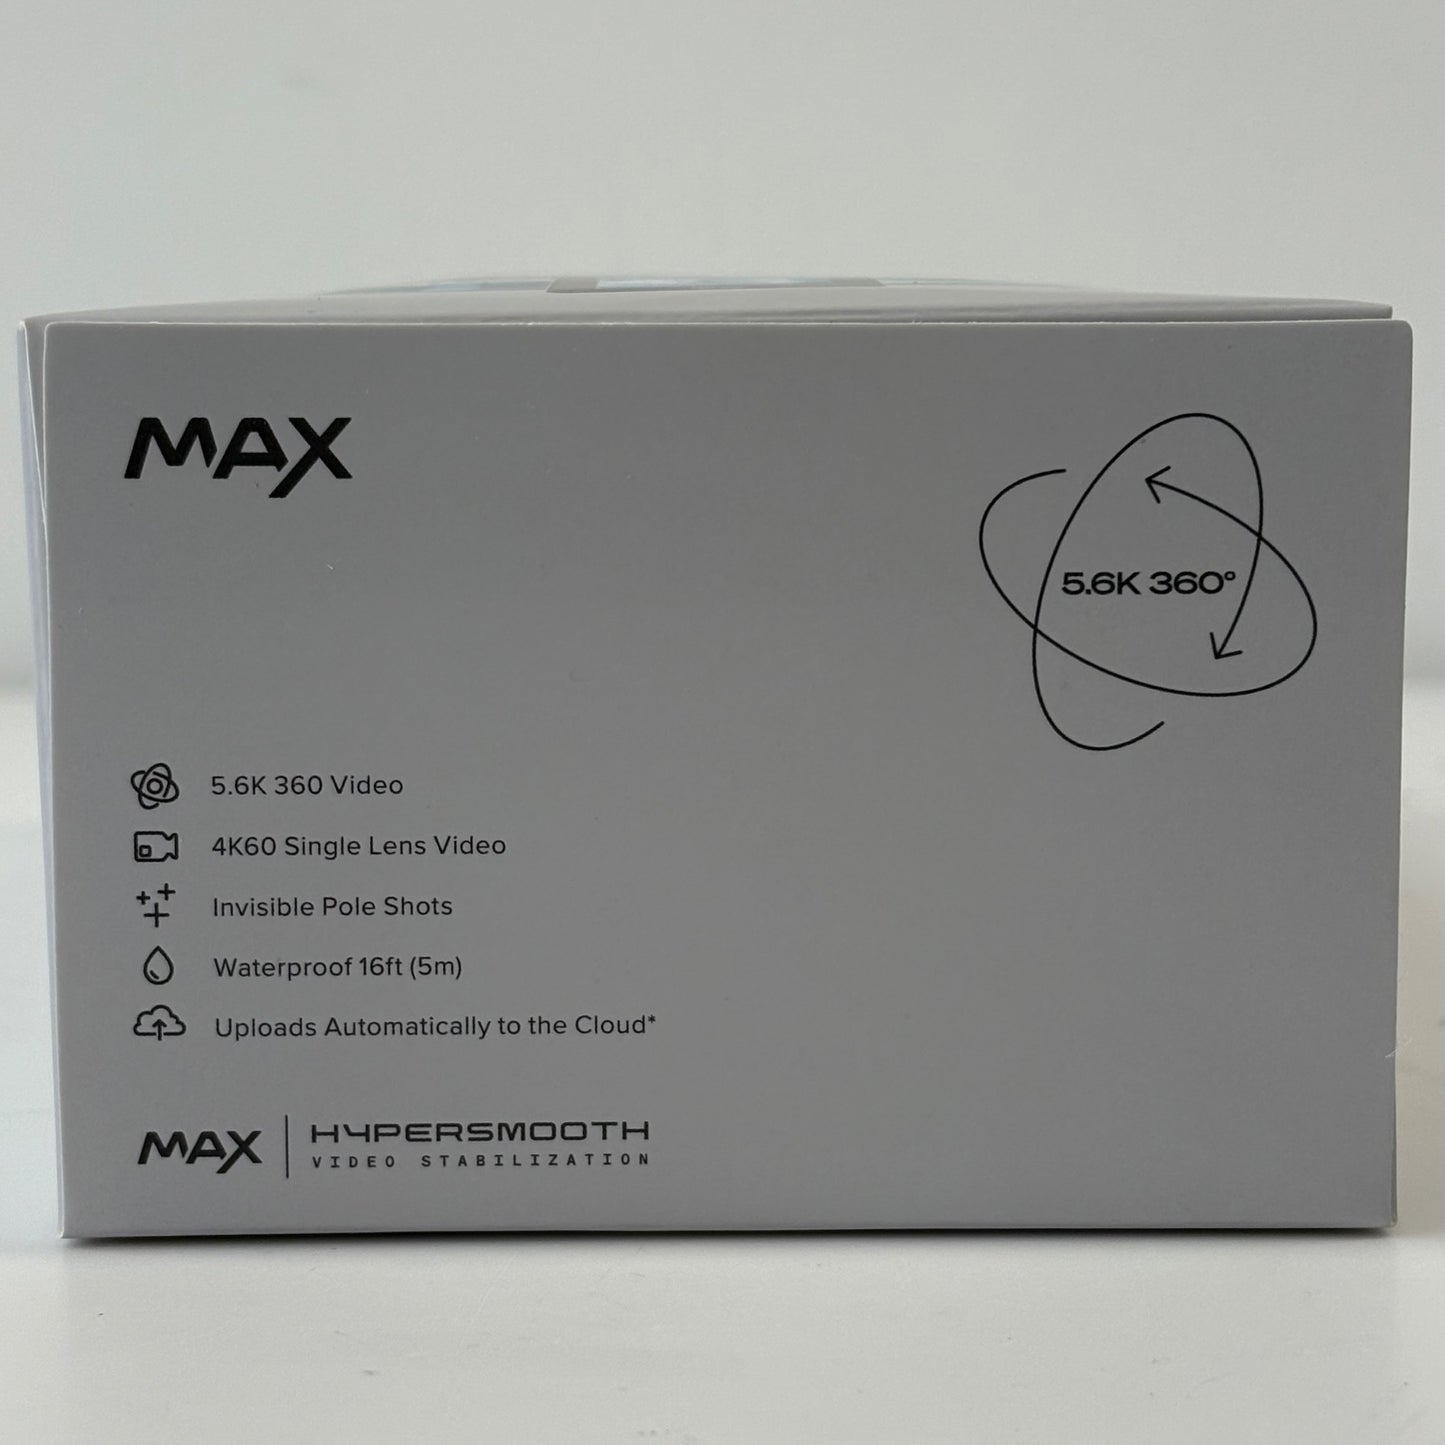 MAX
5.6K 360°
5.6K 360 Video
4K60 Single Lens Video
Invisible Pole Shots
Waterproof 16ft (5m)
Uploads Automatically to the Cloud*
MAX
HYPERSMOOTH
VIDEO STABILIZATION